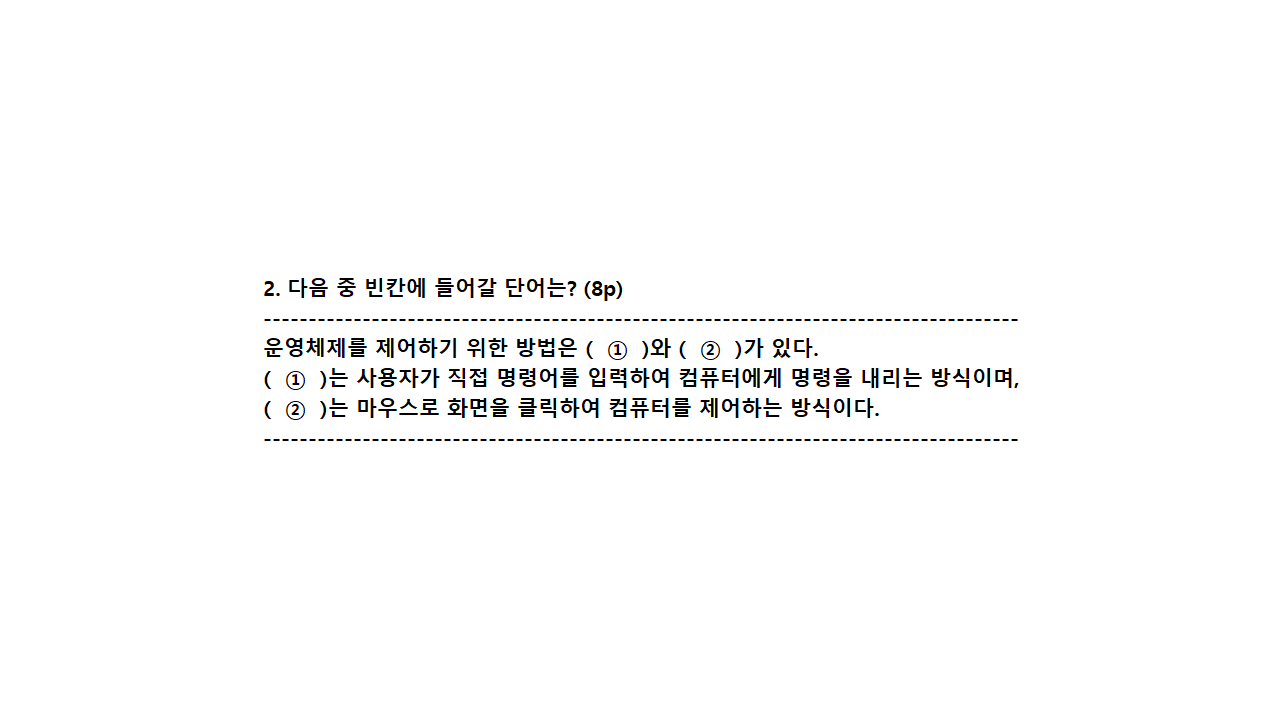 2. 다음 중 빈칸에 들어갈 단어는? (8p)
------------------------------------------------------------------------------------
운영체제를 제어하기 위한 방법은 ( ① )와 ( ② )가 있다.
( ① )는 사용자가 직접 명령어를 입력하여 컴퓨터에게 명령을 내리는 방식이며,
( ② )는 마우스로 화면을 클릭하여 컴퓨터를 제어하는 방식이다.
------------------------------------------------------------------------------------